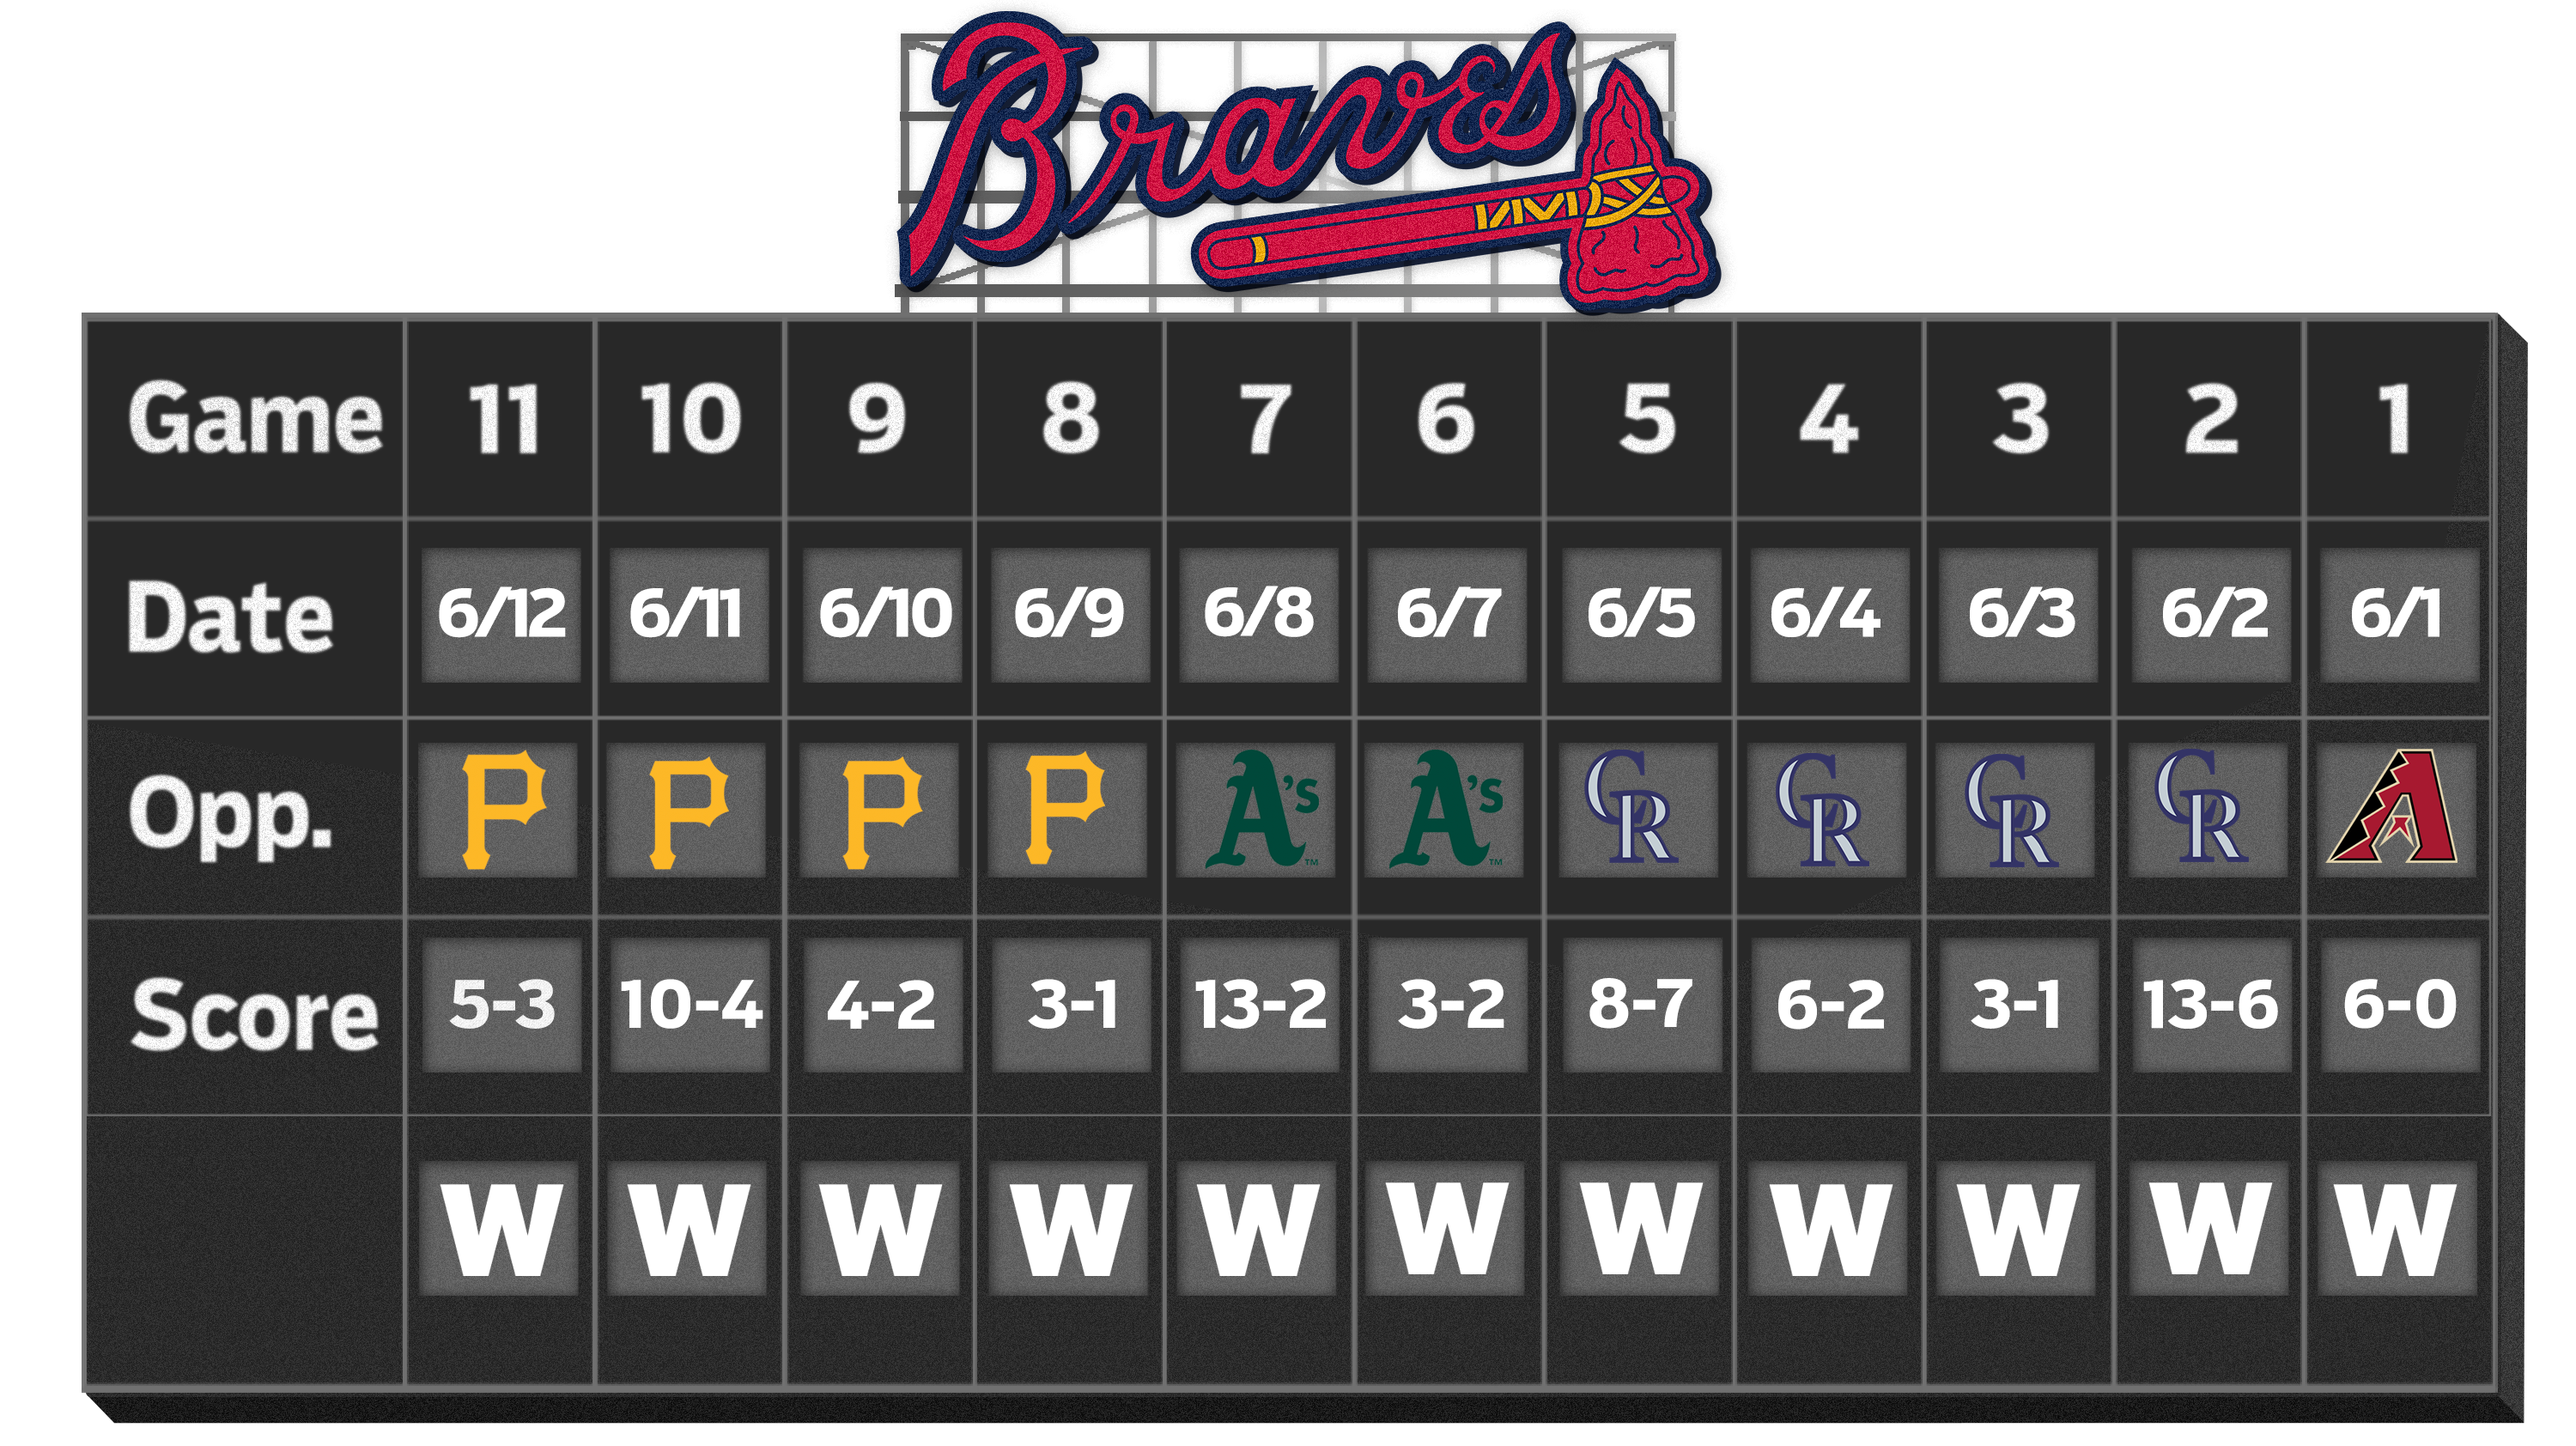 Braves
Game 11 10 9 8 7 6 5 4 3 2 1
Date 6/12 6/11 6/10 6/9 6/8 6/7 6/5 6/4 6/3 6/2 6/1
Opp. P P P P A's™ A's™ CR CR CR CR A
Score 5-3 10-4 4-2 3-1 13-2 3-2 8-7 6-2 3-1 13-6 6-0
W W W W W W W W W W W